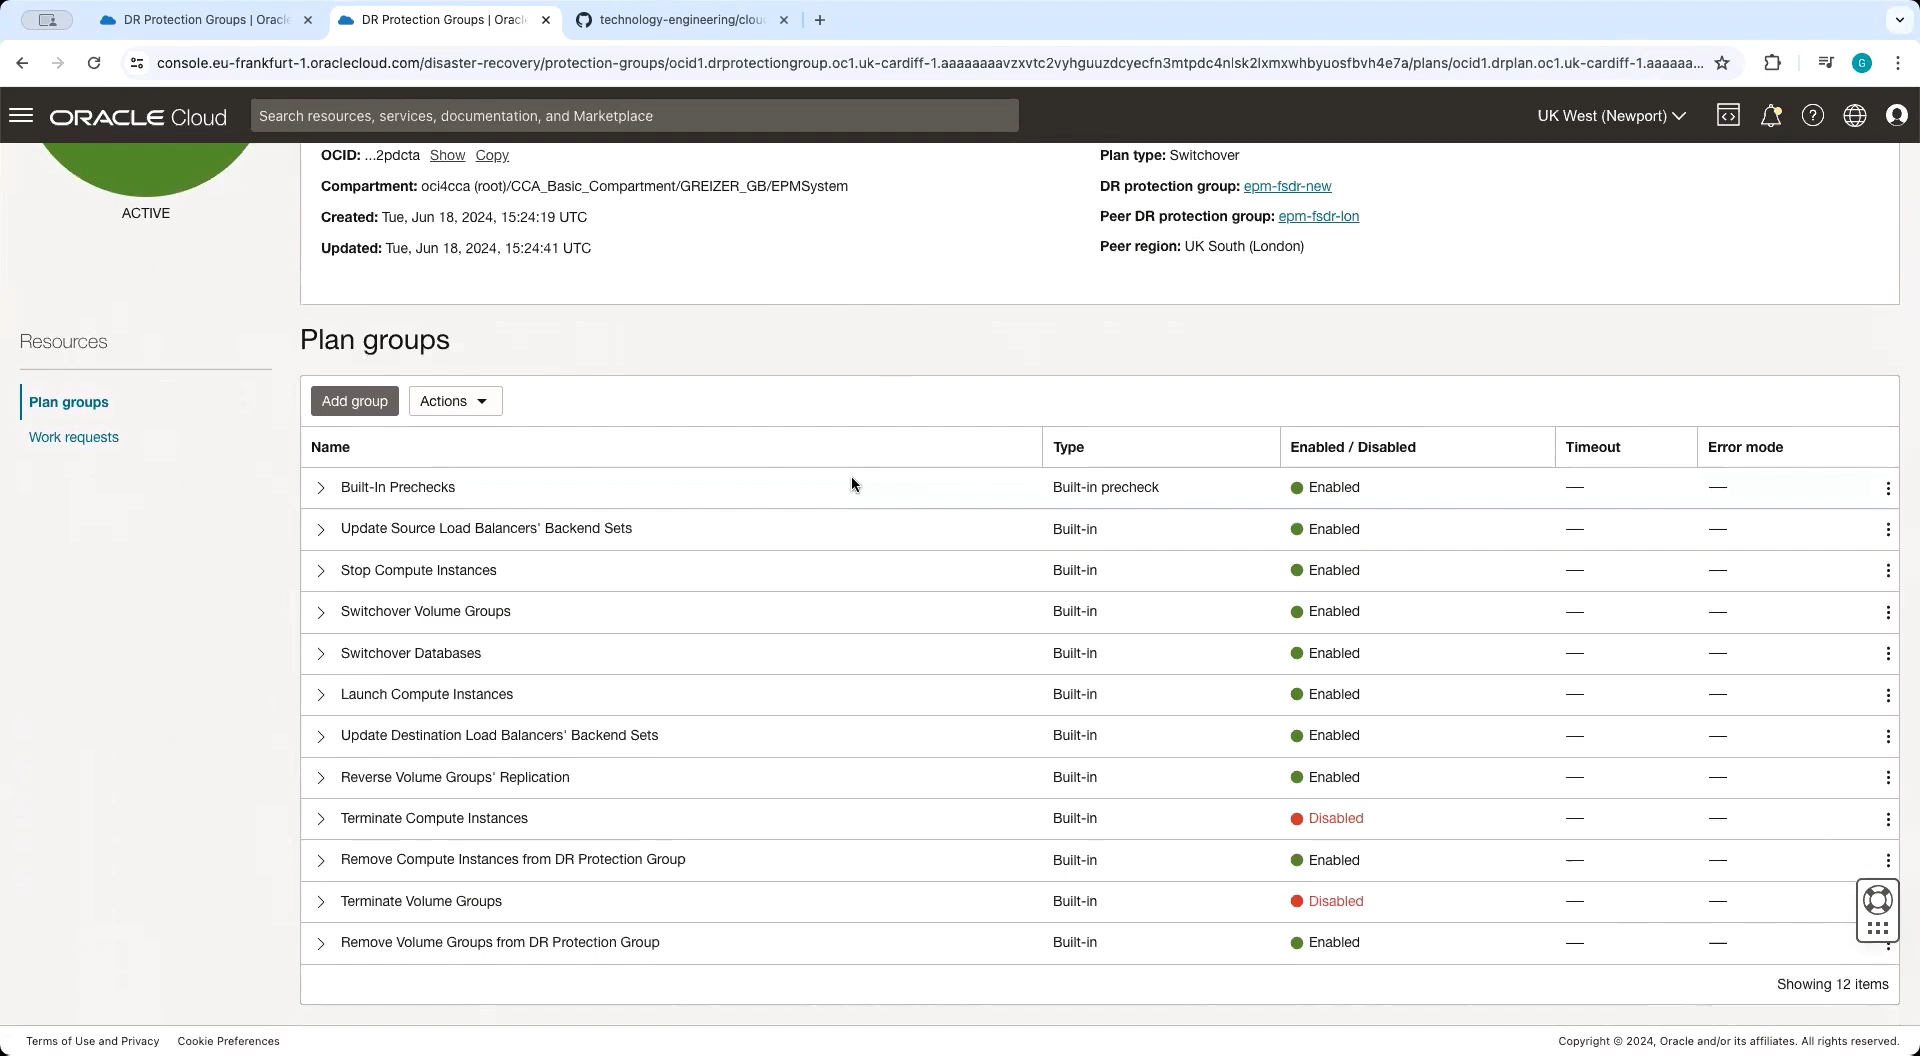 DR Protection Groups | Oracle
DR Protection Groups | Oracl
technology-engineering/clou
console.eu-frankfurt-1.oraclecloud.com/disaster-recovery/protection-groups/ocid1.drprotectiongroup.oc1.uk-cardiff-1.aaaaaaaavzxvtc2vyhguuzdcyecfn3mtpdc4nlsk2lxmxwhbyuosfbvh4e7a/plans/ocid1.drplan.oc1.uk-cardiff-1.aaaaaa...
G
ORACLE Cloud
Search resources, services, documentation, and Marketplace
UK West (Newport)
ACTIVE
OCID: ...2pdcta Show Copy
Compartment: oci4cca (root)/CCA_Basic_Compartment/GREIZER_GB/EPMSystem
Created: Tue, Jun 18, 2024, 15:24:19 UTC
Updated: Tue, Jun 18, 2024, 15:24:41 UTC
Plan type: Switchover
DR protection group: epm-fsdr-new
Peer DR protection group: epm-fsdr-lon
Peer region: UK South (London)
Resources
Plan groups
Work requests
Plan groups
Add group Actions
Name Type Enabled / Disabled Timeout Error mode
Built-In Prechecks Built-in precheck Enabled — —
Update Source Load Balancers' Backend Sets Built-in Enabled — —
Stop Compute Instances Built-in Enabled — —
Switchover Volume Groups Built-in Enabled — —
Switchover Databases Built-in Enabled — —
Launch Compute Instances Built-in Enabled — —
Update Destination Load Balancers' Backend Sets Built-in Enabled — —
Reverse Volume Groups' Replication Built-in Enabled — —
Terminate Compute Instances Built-in Disabled — —
Remove Compute Instances from DR Protection Group Built-in Enabled — —
Terminate Volume Groups Built-in Disabled — —
Remove Volume Groups from DR Protection Group Built-in Enabled — —
Showing 12 items
Terms of Use and Privacy Cookie Preferences
Copyright © 2024, Oracle and/or its affiliates. All rights reserved.